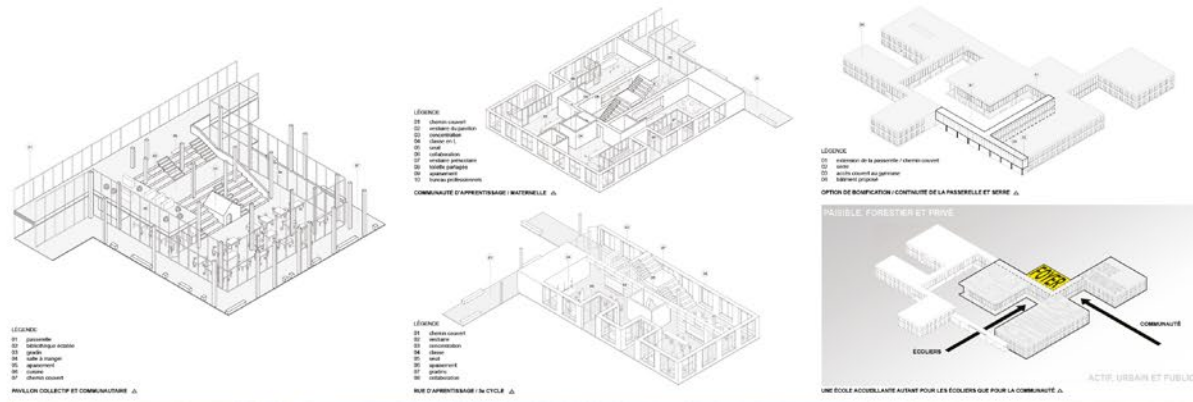 LÉGENDE
01 passerelle
02 bibliothèque éclatée
03 gradin
04 salle à manger
05 apaisement
06 cuisine
07 chemin couvert
PAVILLON COLLECTIF ET COMMUNAUTAIRE
LÉGENDE
01 chemin couvert
02 vestiaire du pavillon
03 concentration
04 classe en L
05 seuil
06 collaboration
07 vestiaire préscolaire
08 toilette partagée
09 apaisement
10 bureau professionnels
COMMUNAUTÉ D'APPRENTISSAGE / MATERNELLE
LÉGENDE
01 chemin couvert
02 vestiaire
03 concentration
04 classe
05 seuil
06 apaisement
07 gradins
08 collaboration
RUE D'APRENTISSAGE / 3e CYCLE
LÉGENDE
01 extension de la passerelle / chemin couvert
02 serre
03 accès couvert au gymnase
04 bâtiment proposé
OPTION DE BONIFICATION / CONTINUITÉ DE LA PASSERELLE ET SERRE
PAISIBLE, FORESTIER ET PRIVÉ
FOYER
ÉCOLIERS
COMMUNAUTÉ
ACTIF, URBAIN ET PUBLIC
UNE ÉCOLE ACCUEILLANTE AUTANT POUR LES ÉCOLIERS QUE POUR LA COMMUNAUTÉ